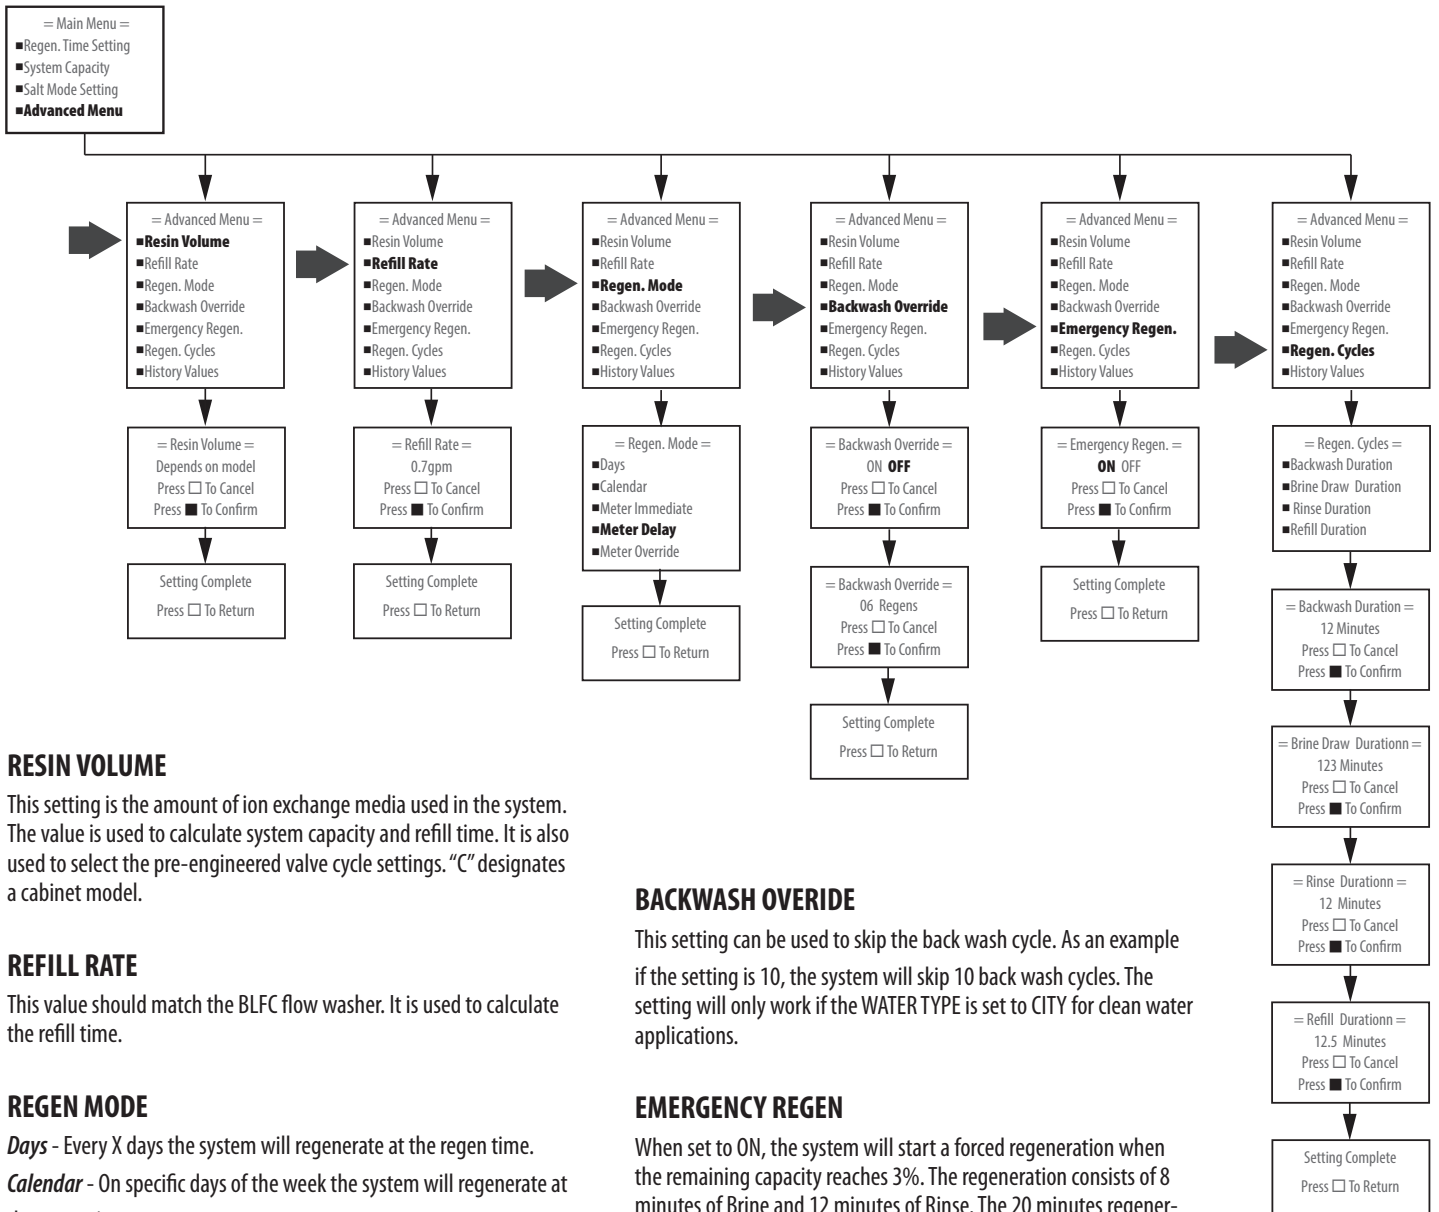 = Main Menu =
■Regen. Time Setting
■System Capacity
■Salt Mode Setting
■Advanced Menu
= Advanced Menu =
■Resin Volume
■Refill Rate
■Regen. Mode
■Backwash Override
■Emergency Regen.
■Regen. Cycles
■History Values
= Resin Volume =
Depends on model
Press □ To Cancel
Press ■ To Confirm
Setting Complete
Press □ To Return
= Advanced Menu =
■Resin Volume
■Refill Rate
■Regen. Mode
■Backwash Override
■Emergency Regen.
■Regen. Cycles
■History Values
= Refill Rate =
0.7gpm
Press □ To Cancel
Press ■ To Confirm
Setting Complete
Press □ To Return
= Advanced Menu =
■Resin Volume
■Refill Rate
■Regen. Mode
■Backwash Override
■Emergency Regen.
■Regen. Cycles
■History Values
= Regen. Mode =
■Days
■Calendar
■Meter Immediate
■Meter Delay
■Meter Override
Setting Complete
Press □ To Return
= Advanced Menu =
■Resin Volume
■Refill Rate
■Regen. Mode
■Backwash Override
■Emergency Regen.
■Regen. Cycles
■History Values
= Backwash Override =
ON OFF
Press □ To Cancel
Press ■ To Confirm
= Backwash Override =
06 Regens
Press □ To Cancel
Press ■ To Confirm
Setting Complete
Press □ To Return
= Advanced Menu =
■Resin Volume
■Refill Rate
■Regen. Mode
■Backwash Override
■Emergency Regen.
■Regen. Cycles
■History Values
= Emergency Regen. =
ON OFF
Press □ To Cancel
Press ■ To Confirm
Setting Complete
Press □ To Return
= Advanced Menu =
■Resin Volume
■Refill Rate
■Regen. Mode
■Backwash Override
■Emergency Regen.
■Regen. Cycles
■History Values
= Regen. Cycles =
■Backwash Duration
■Brine Draw Duration
■ Rinse Duration
■Refill Duration
= Backwash Duration =
12 Minutes
Press □ To Cancel
Press ■ To Confirm
= Brine Draw Durationn =
123 Minutes
Press □ To Cancel
Press ■ To Confirm
= Rinse Durationn =
12 Minutes
Press □ To Cancel
Press ■ To Confirm
= Refill Durationn =
12.5 Minutes
Press □ To Cancel
Press ■ To Confirm
Setting Complete
Press □ To Return
RESIN VOLUME
This setting is the amount of ion exchange media used in the system.
The value is used to calculate system capacity and refill time. It is also
used to select the pre-engineered valve cycle settings. “C” designates
a cabinet model.
REFILL RATE
This value should match the BLFC flow washer. It is used to calculate
the refill time.
REGEN MODE
Days - Every X days the system will regenerate at the regen time.
Calendar - On specific days of the week the system will regenerate at
BACKWASH OVERIDE
This setting can be used to skip the back wash cycle. As an example
if the setting is 10, the system will skip 10 back wash cycles. The
setting will only work if the WATER TYPE is set to CITY for clean water
applications.
EMERGENCY REGEN
When set to ON, the system will start a forced regeneration when
the remaining capacity reaches 3%. The regeneration consists of 8
minutes of Brine and 12 minutes of Rinse. The 20 minutes regener-